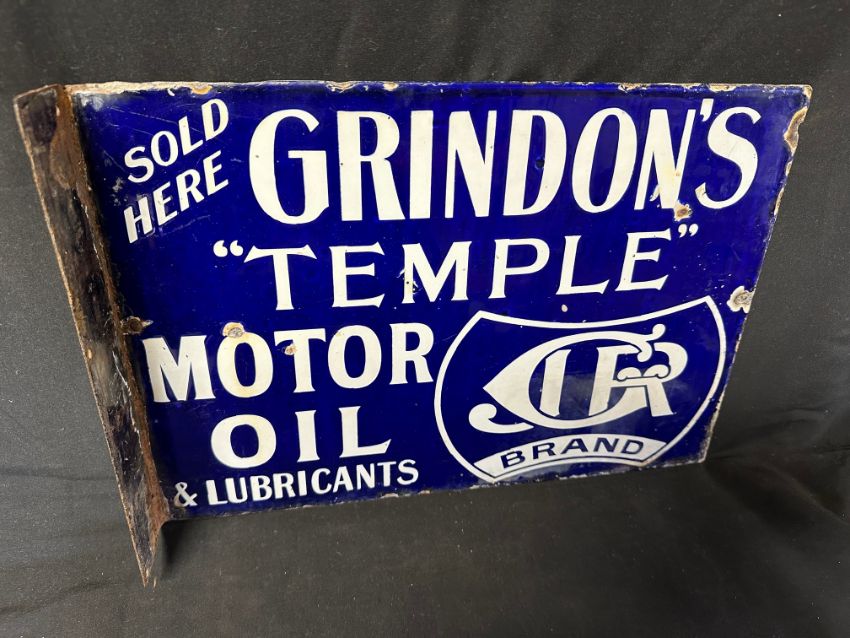 SOLD
HERE
GRINDON'S
"TEMPLE"
MOTOR
OIL
& LUBRICANTS
BRAND